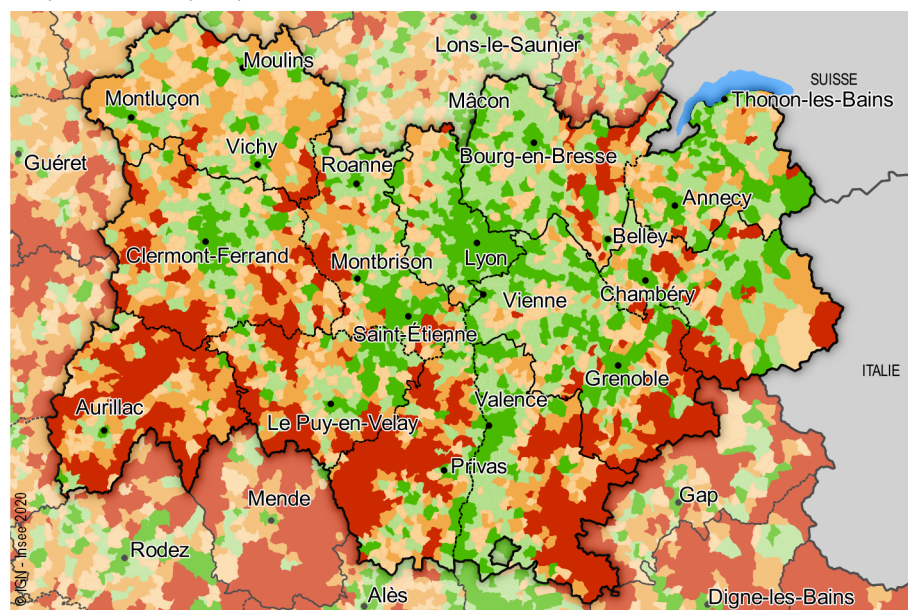 Lons-le-Saunier
Moulins
SUISSE
Thonon-les-Bains
Montluçon
Mâcon
Bourg-en-Bresse
Vichy
Roanne
Guéret
Annecy
Belley
Clermont-Ferrand
Lyon
Montbrison
Chambéry
Vienne
Saint-Étienne
ITALIE
Grenoble
Aurillac
Valence
Le Puy-en-Velay
Privas
Mende
Gap
Rodez
Alès
Digne-les-Bains
© IGN - Insee 2020